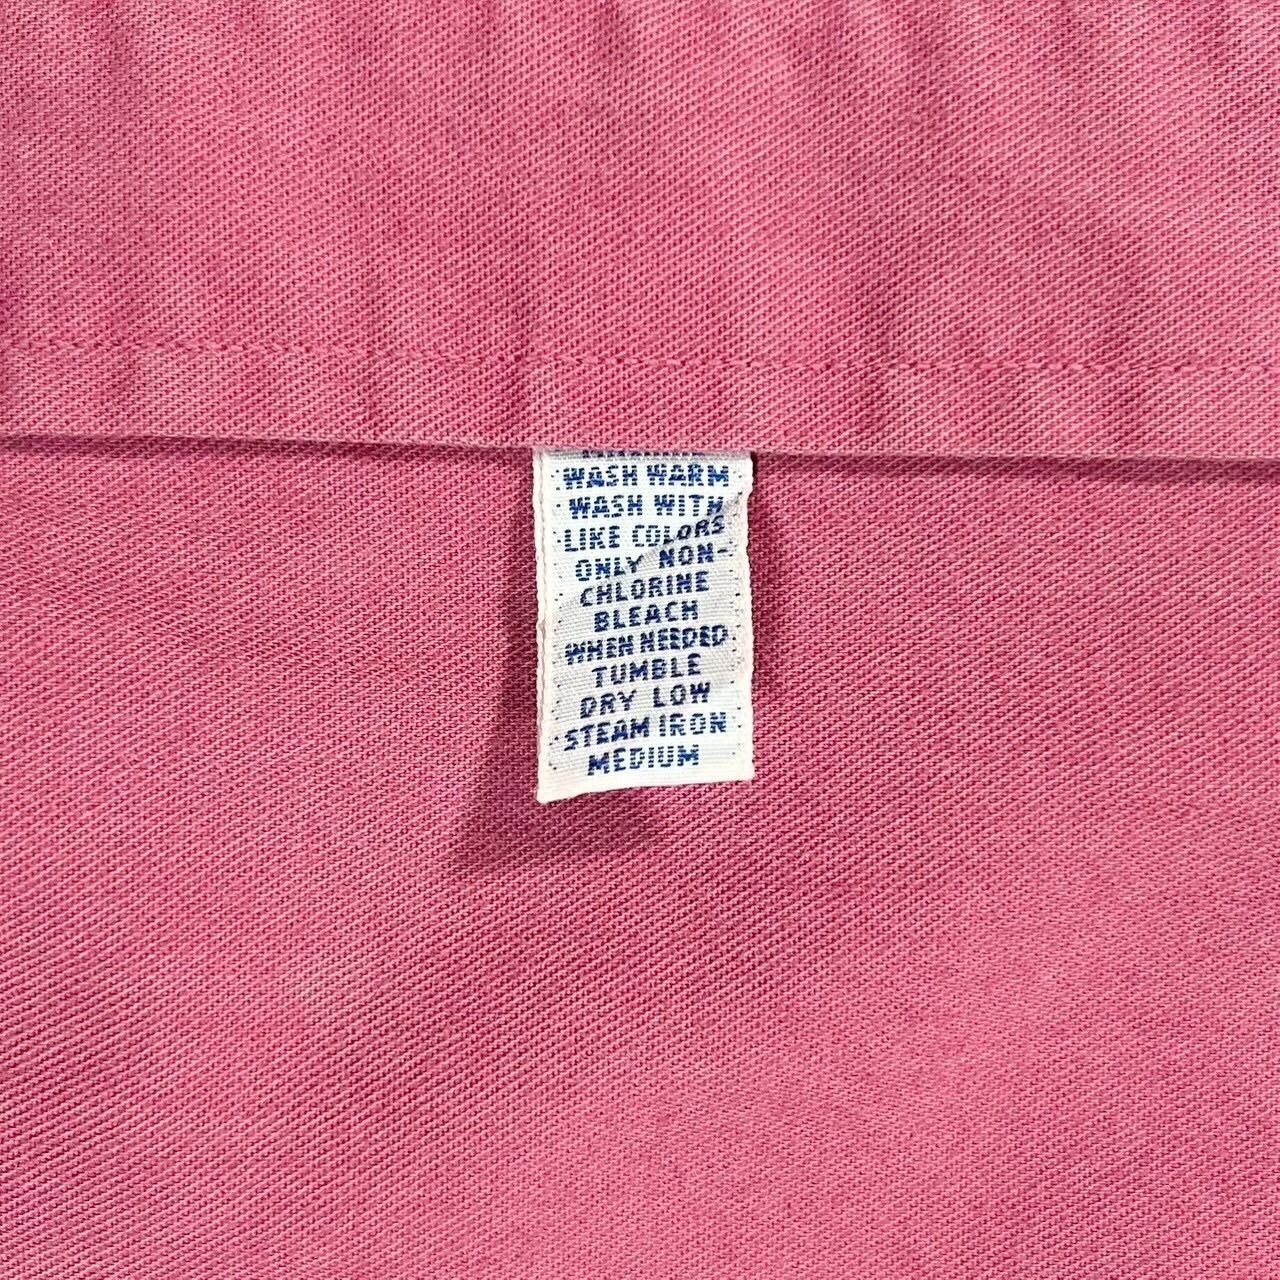 WASH WARM
WASH WITH
LIKE COLORS
ONLY NON-
CHLORINE
BLEACH
WHEN NEEDED
TUMBLE
DRY LOW
STEAM IRON
MEDIUM